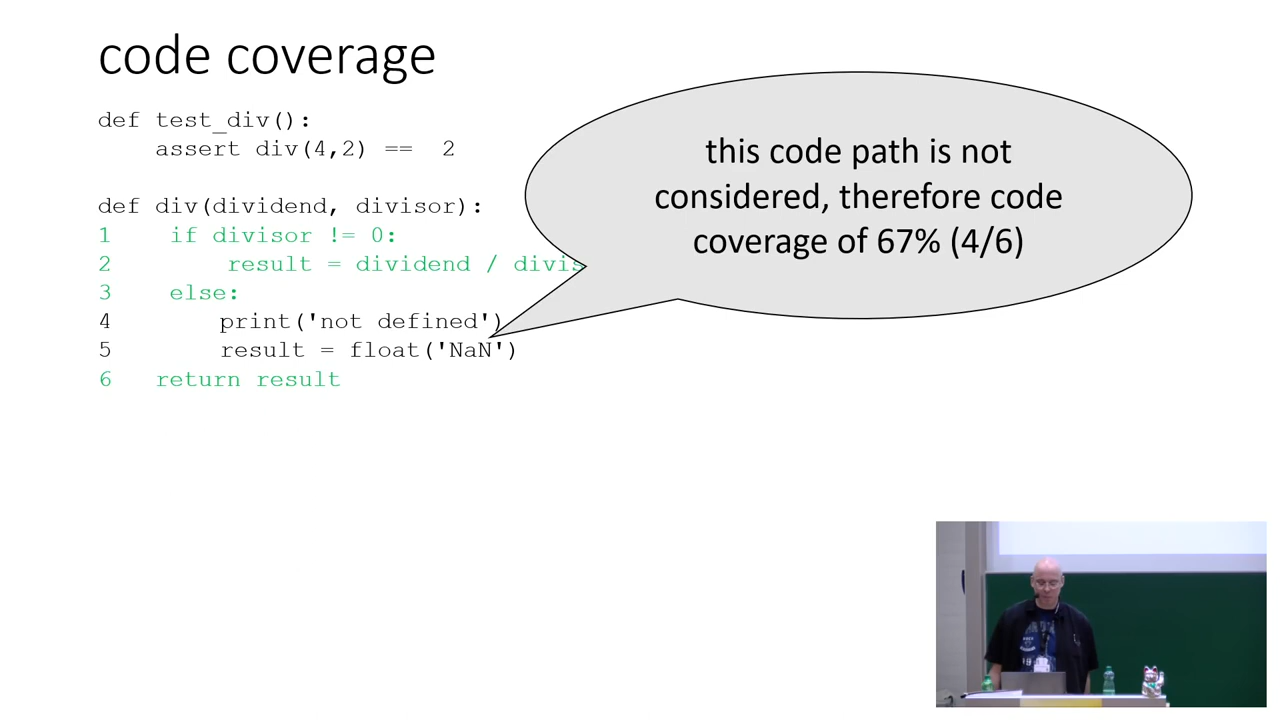 code coverage
def test_div():
assert div(4,2) == 2
def div(dividend, divisor):
1 if divisor != 0:
2 result = dividend / divis
3 else:
4 print('not defined')
5 result = float('NaN')
6 return result
this code path is not
considered, therefore code
coverage of 67% (4/6)